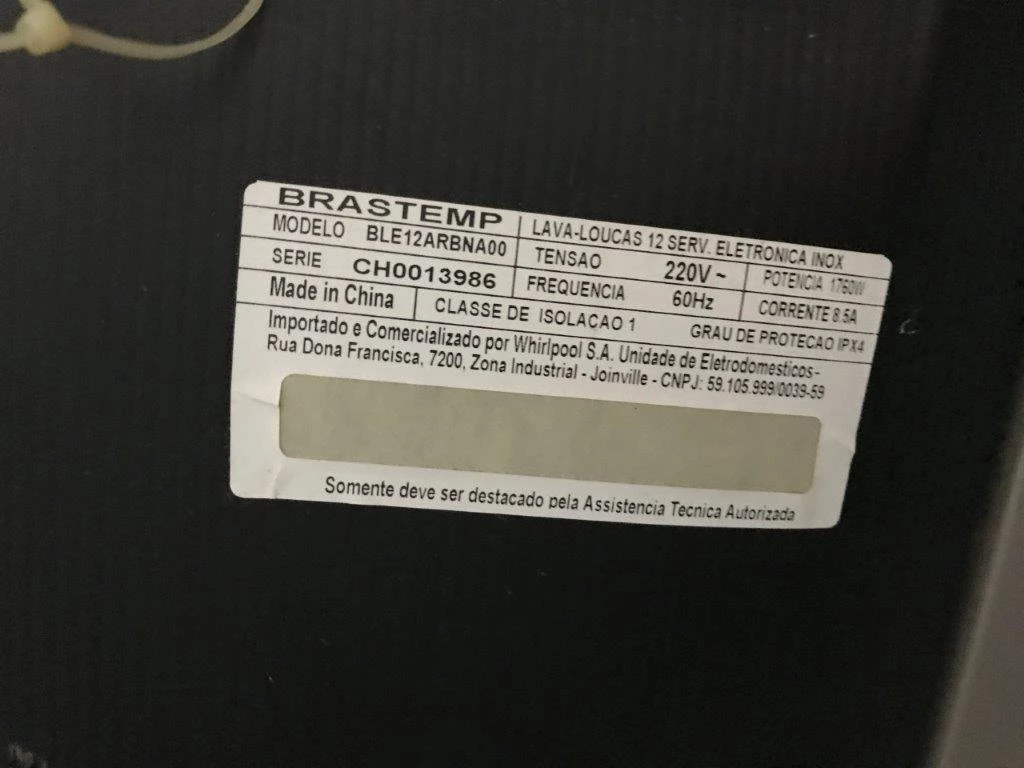 BRASTEMP
LAVA-LOUCAS 12 SERV. ELETRONICA INOX
MODELO BLE12ARBNA00
TENSAO 220V ~ POTENCIA 1760W
SERIE CH0013986
FREQUENCIA 60Hz CORRENTE 8.5A
Made in China CLASSE DE ISOLACAO 1 GRAU DE PROTECAO IPX4
Importado e Comercializado por Whirlpool S.A. Unidade de Eletrodomesticos-
Rua Dona Francisca, 7200, Zona Industrial - Joinville - CNPJ: 59.105.999/0039-59
Somente deve ser destacado pela Assistencia Tecnica Autorizada